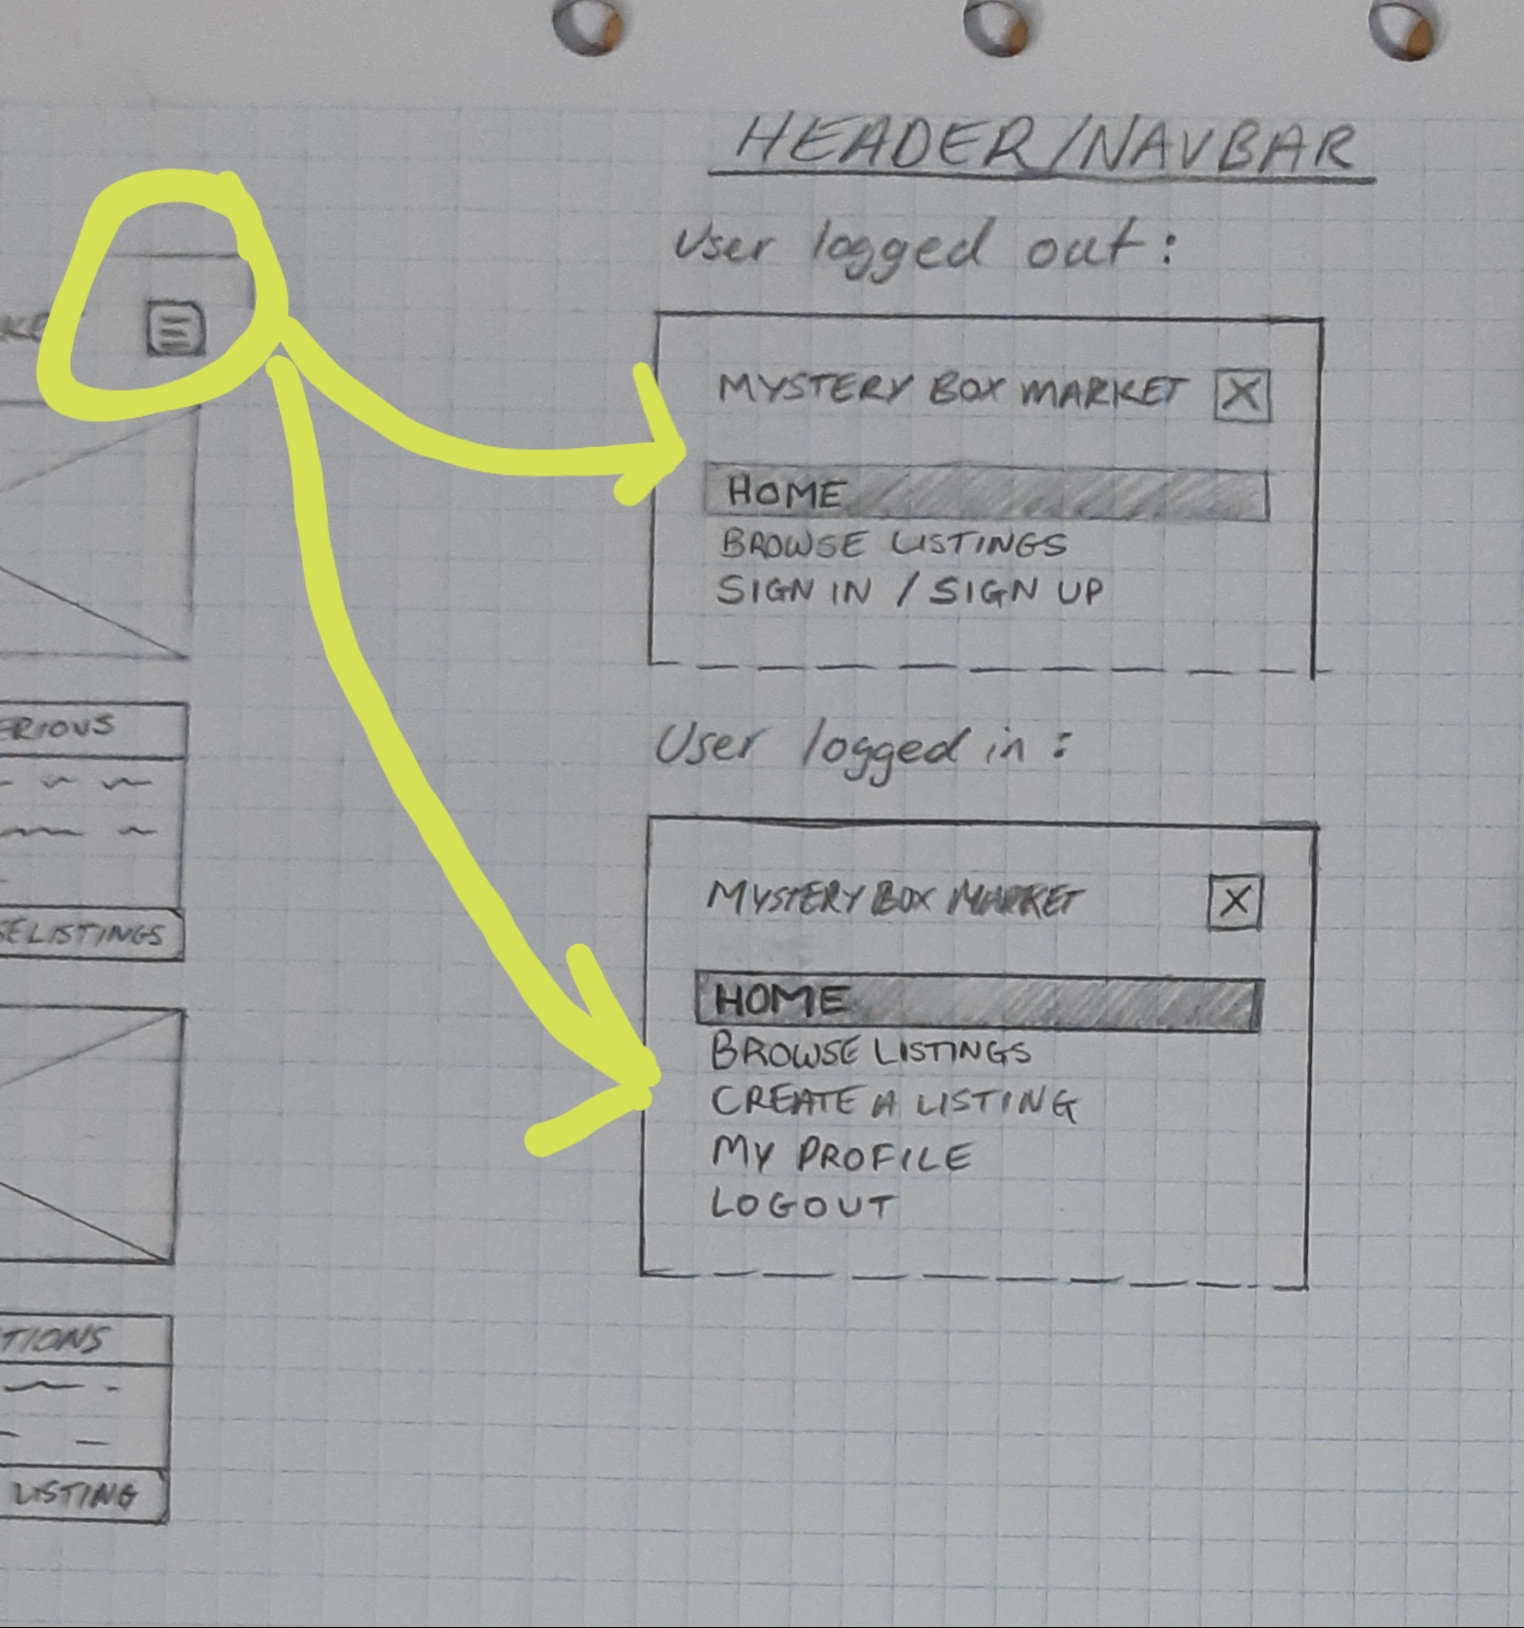 HEADER/NAVBAR
User logged out:
MYSTERY BOX MARKET X
HOME
BROWSE LISTINGS
SIGN IN / SIGN UP
User logged in:
MYSTERY BOX MARKET X
HOME
BROWSE LISTINGS
CREATE A LISTING
MY PROFILE
LOGOUT
KE
ERIOUS
SE LISTINGS
TIONS
LISTING